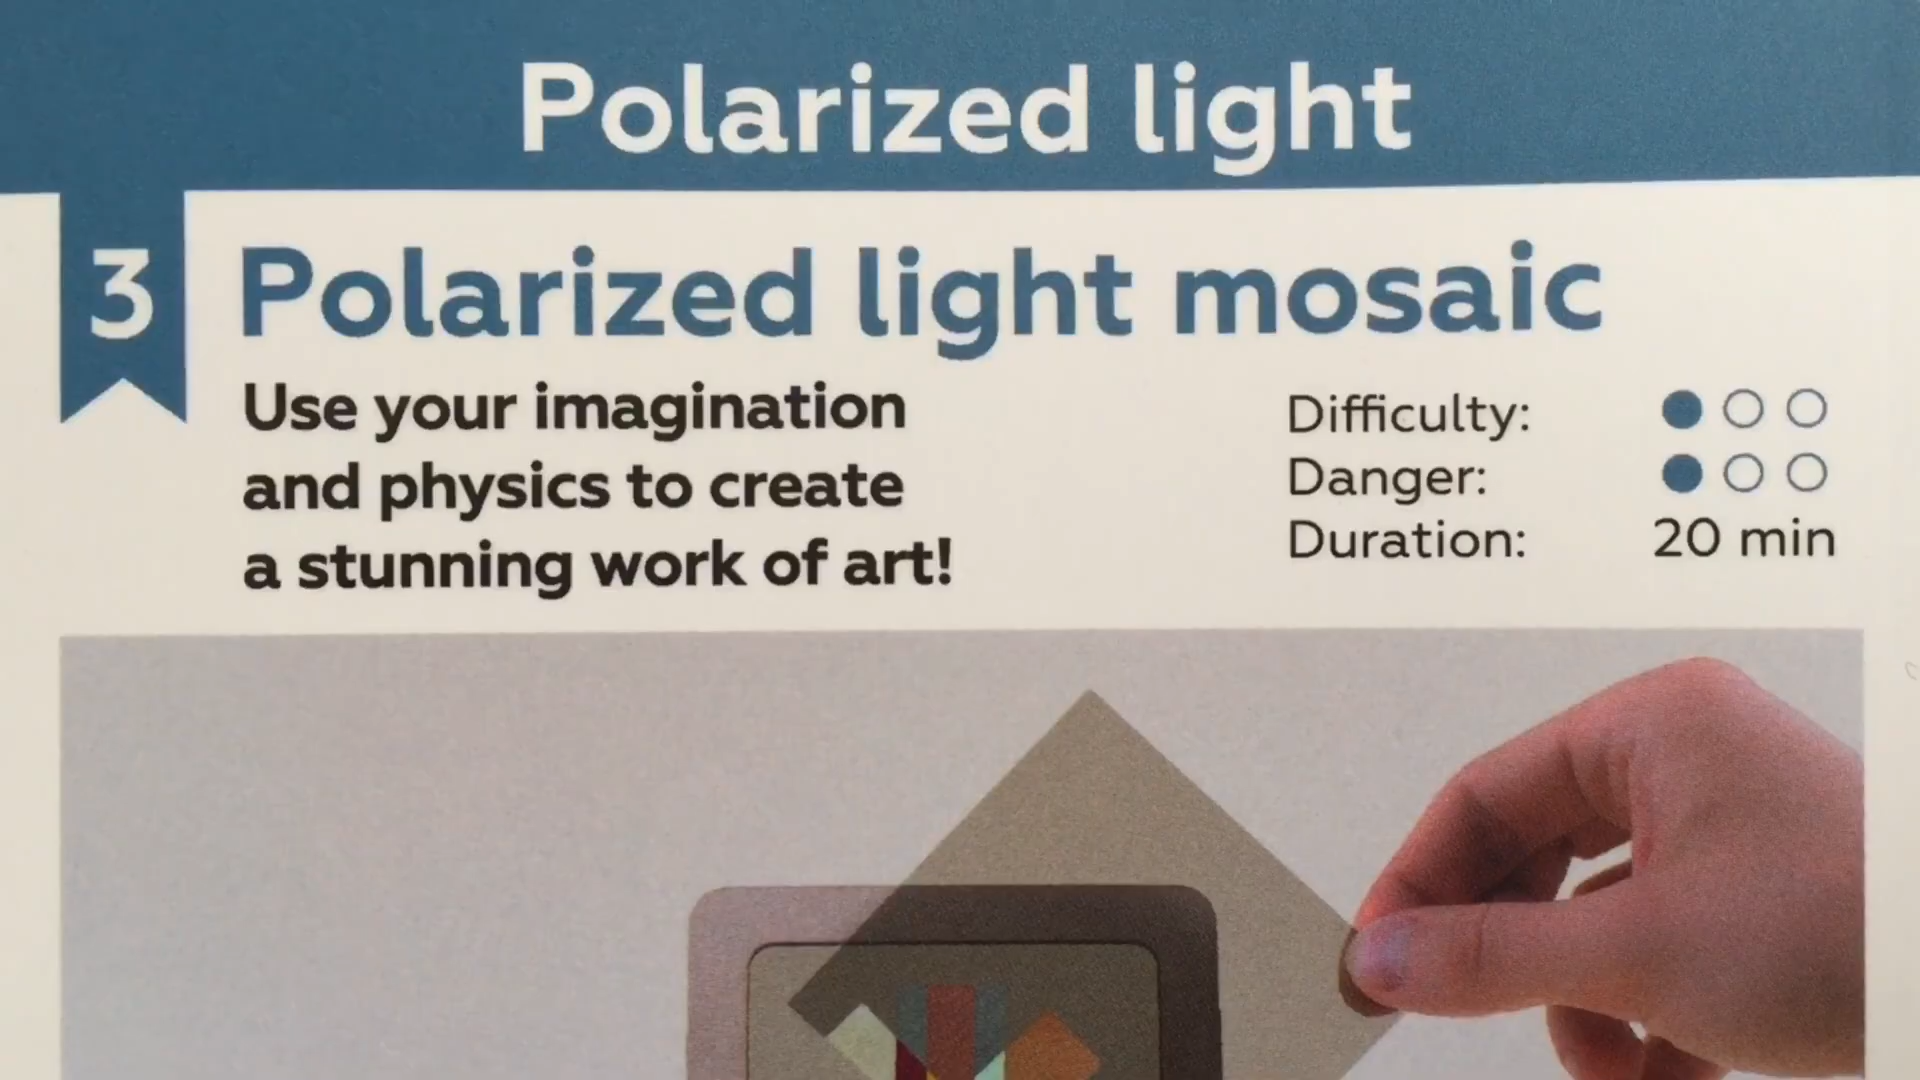 Polarized light
3
Polarized light mosaic
Use your imagination
and physics to create
a stunning work of art!
Difficulty:
Danger:
Duration: 20 min